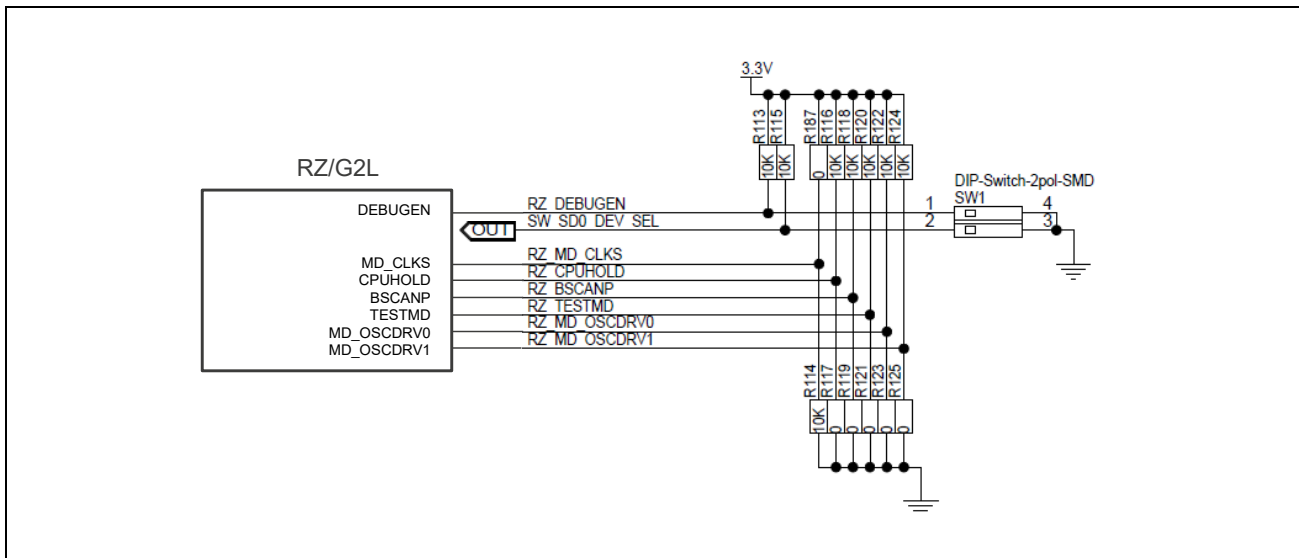 3.3V
R113
R115
R187
R116
R118
R120
R122
R124
10K
10K
0
10K
10K
10K
10K
10K
RZ/G2L
DIP-Switch-2pol-SMD
SW1
DEBUGEN
RZ_DEBUGEN
1
4
OUT
SW_SD0_DEV_SEL
2
3
MD_CLKS
RZ_MD_CLKS
CPUHOLD
RZ_CPUHOLD
BSCANP
RZ_BSCANP
TESTMD
RZ_TESTMD
MD_OSCDRV0
RZ_MD_OSCDRV0
MD_OSCDRV1
RZ_MD_OSCDRV1
R114
R117
R119
R121
R123
R125
10K
0
0
0
0
0